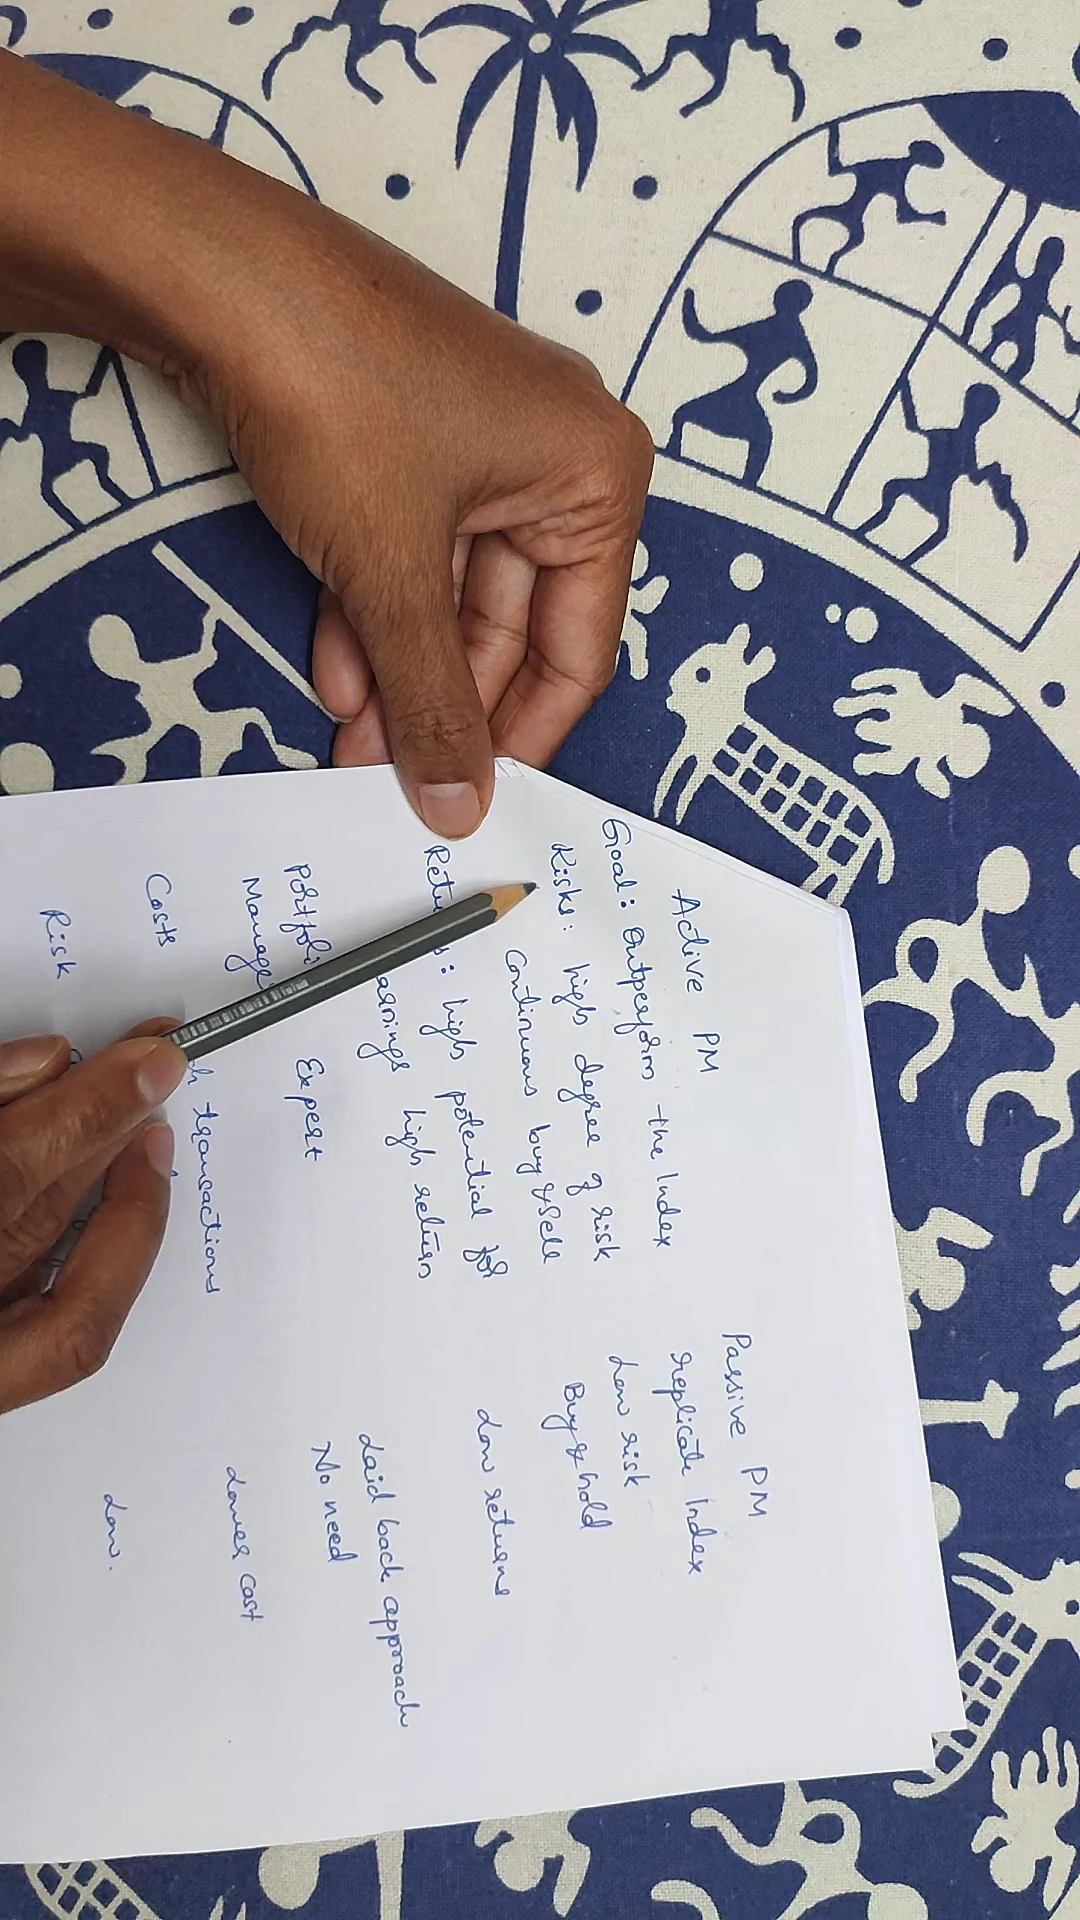 Active PM Passive PM
Goal: Outperform the Index replicate Index
Risks: high degree of risk Low risk
Continuous buy & sell Buy & hold
Returns: high potential for Low returns
high return
Laid back approach
Expert No need
Costs transactions Lower cost
Risk Low.